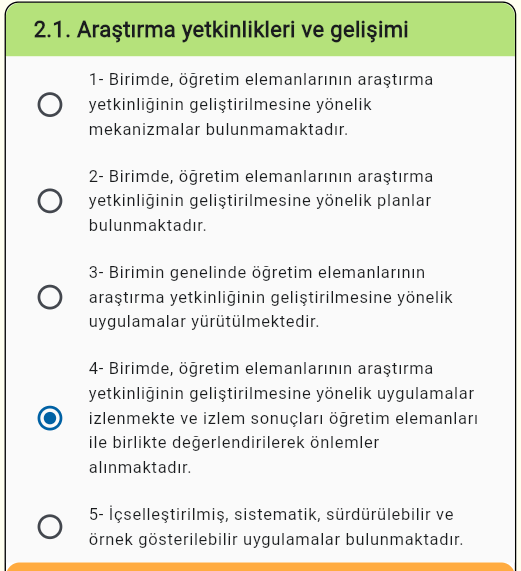 2.1. Araştırma yetkinlikleri ve gelişimi
1- Birimde, öğretim elemanlarının araştırma
yetkinliğinin geliştirilmesine yönelik
mekanizmalar bulunmamaktadır.
2- Birimde, öğretim elemanlarının araştırma
yetkinliğinin geliştirilmesine yönelik planlar
bulunmaktadır.
3- Birimin genelinde öğretim elemanlarının
araştırma yetkinliğinin geliştirilmesine yönelik
uygulamalar yürütülmektedir.
4- Birimde, öğretim elemanlarının araştırma
yetkinliğinin geliştirilmesine yönelik uygulamalar
izlenmekte ve izlem sonuçları öğretim elemanları
ile birlikte değerlendirilerek önlemler
alınmaktadır.
5- İçselleştirilmiş, sistematik, sürdürülebilir ve
örnek gösterilebilir uygulamalar bulunmaktadır.